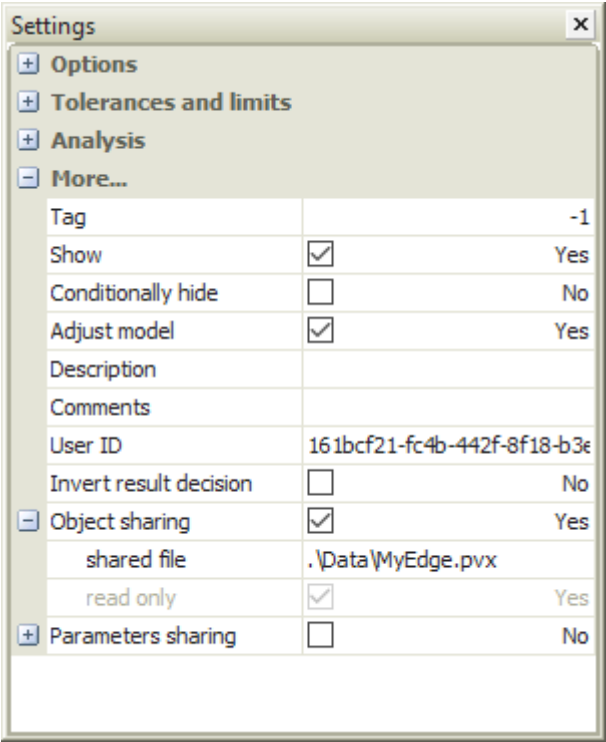 Settings
Options
Tolerances and limits
Analysis
More...
Tag -1
Show Yes
Conditionally hide No
Adjust model Yes
Description
Comments
User ID 161bcf21-fc4b-442f-8f18-b3e
Invert result decision No
Object sharing Yes
shared file .\Data\MyEdge.pvx
read only Yes
Parameters sharing No